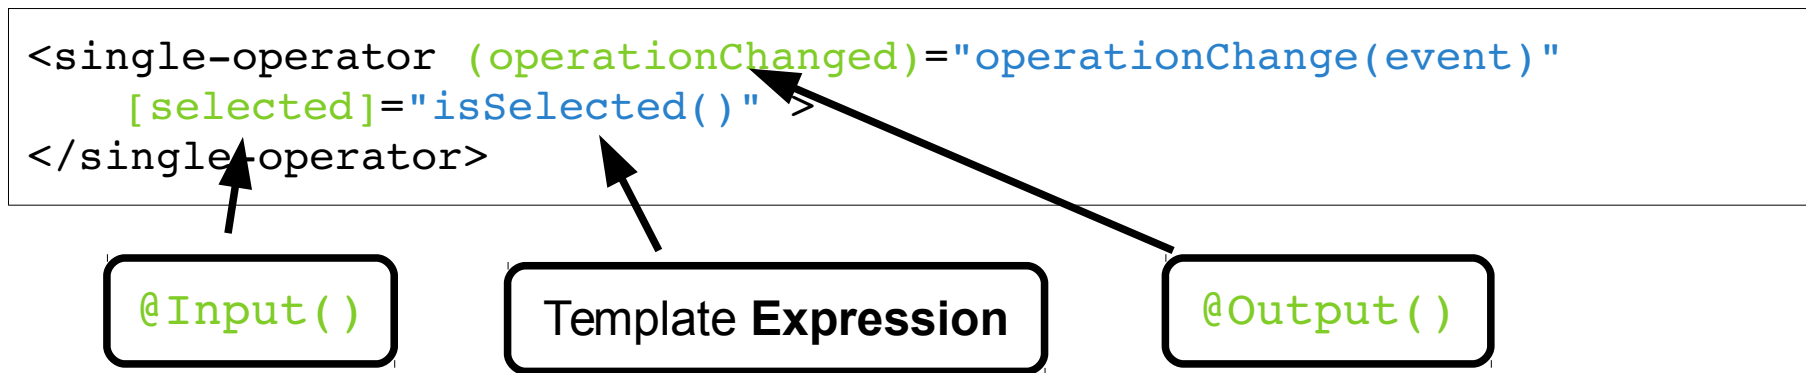 <single-operator (operationChanged)="operationChange(event)"
[selected]="isSelected()" >
</single-operator>
@Input()
Template Expression
@Output()